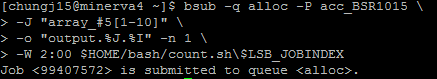 [chungj15@minerva4 ~]$ bsub -q alloc -P acc_BSR1015 \
> -J "array_#5[1-10]" \
> -o "output.%J.%I" -n 1 \
> -W 2:00 $HOME/bash/count.sh\$LSB_JOBINDEX
Job <99407572> is submitted to queue <alloc>.